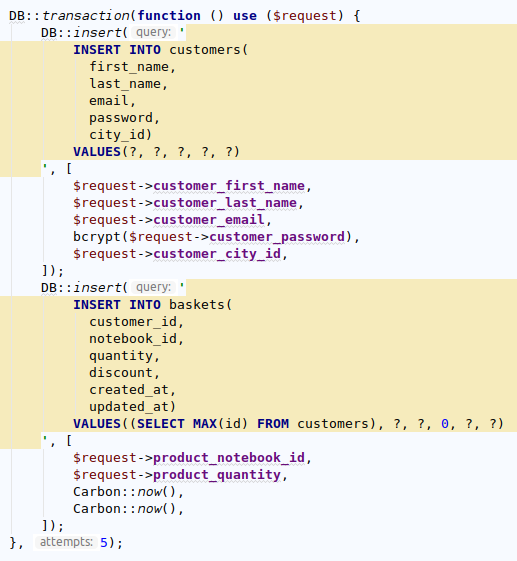 DB::transaction(function () use ($request) {
    DB::insert( query: '
        INSERT INTO customers(
          first_name,
          last_name,
          email,
          password,
          city_id)
        VALUES(?, ?, ?, ?, ?)
    ', [
        $request->customer_first_name,
        $request->customer_last_name,
        $request->customer_email,
        bcrypt($request->customer_password),
        $request->customer_city_id,
    ]);
    DB::insert( query: '
        INSERT INTO baskets(
          customer_id,
          notebook_id,
          quantity,
          discount,
          created_at,
          updated_at)
        VALUES((SELECT MAX(id) FROM customers), ?, ?, 0, ?, ?)
    ', [
        $request->product_notebook_id,
        $request->product_quantity,
        Carbon::now(),
        Carbon::now(),
    ]);
}, attempts: 5);